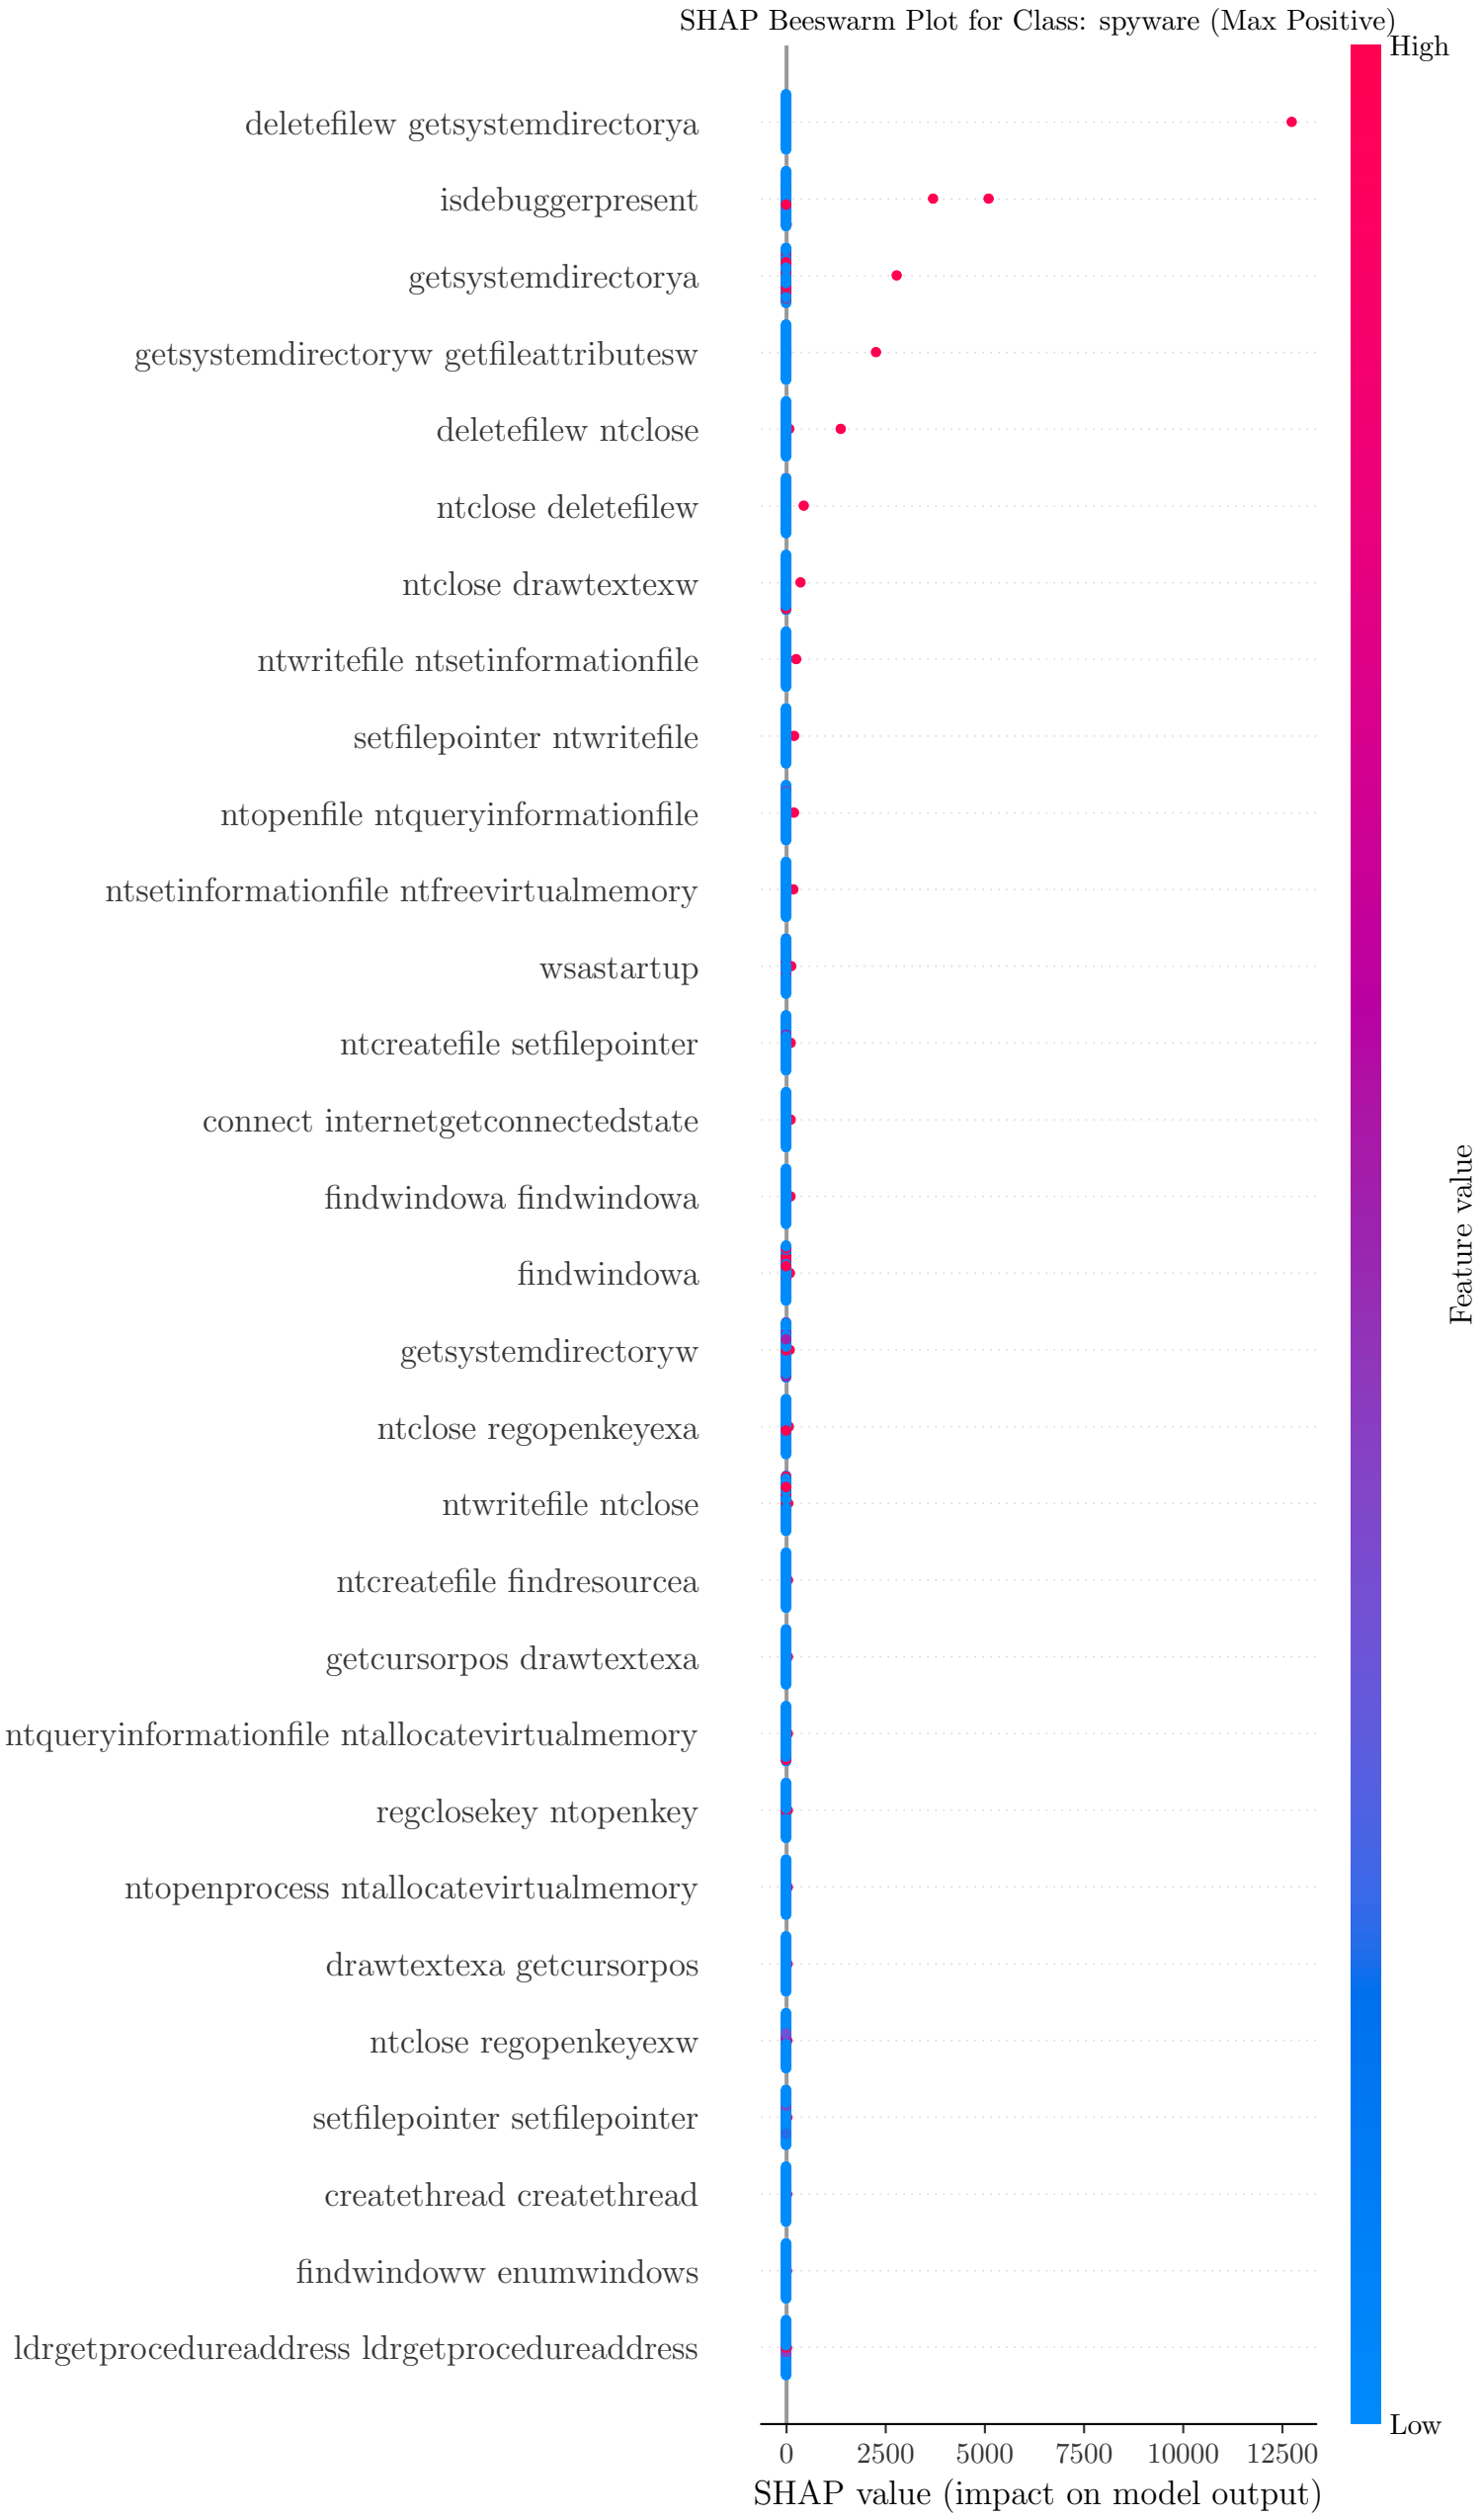 SHAP Beeswarm Plot for Class: spyware (Max Positive)
High
deletefilew getsystemdirectorya
isdebuggerpresent
getsystemdirectorya
getsystemdirectoryw getfileattributesw
deletefilew ntclose
ntclose deletefilew
ntclose drawtextexw
ntwritefile ntsetinformationfile
setfilepointer ntwritefile
ntopenfile ntqueryinformationfile
ntsetinformationfile ntfreevirtualmemory
wsastartup
ntcreatefile setfilepointer
connect internetgetconnectedstate
findwindowa findwindowa
findwindowa
getsystemdirectoryw
ntclose regopenkeyexa
ntwritefile ntclose
ntcreatefile findresourcea
getcursorpos drawtextexa
ntqueryinformationfile ntallocatevirtualmemory
regclosekey ntopenkey
ntopenprocess ntallocatevirtualmemory
drawtextexa getcursorpos
ntclose regopenkeyexw
setfilepointer setfilepointer
createthread createthread
findwindoww enumwindows
ldrgetprocedureaddress ldrgetprocedureaddress
Feature value
Low
0 2500 5000 7500 10000 12500
SHAP value (impact on model output)